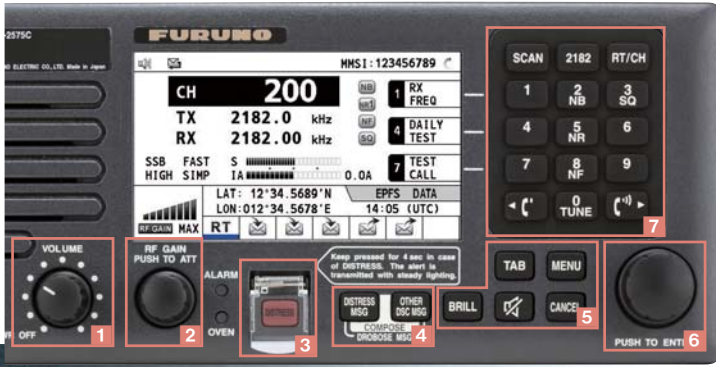 -2575C
FURUNO
NO ELECTRIC CO.,LTD. Made in Japan
MMSI:123456789
CH 200
TX 2182.0 kHz
RX 2182.00 kHz
NB
NR1
NF
SQ
1 RX FREQ
4 DAILY TEST
7 TEST CALL
SSB FAST S
HIGH SIMP IA 0.0A
LAT: 12°34.5689'N EPFS DATA
LON:012°34.5678'E 14:05 (UTC)
RF GAIN MAX RT
SCAN 2182 RT/CH
1 2 NB 3 SQ
4 5 NR 6
7 8 NF 9
0 TUNE
7
VOLUME
OFF
1
RF GAIN
PUSH TO ATT
2
ALARM
OVEN
DISTRESS
3
Keep pressed for 4 sec in case
of DISTRESS. The alert is
transmitted with steady lighting.
DISTRESS MSG
OTHER DSC MSG
COMPOSE
DROBOSE MSG
4
TAB MENU
BRILL CANCEL
5
PUSH TO ENT
6